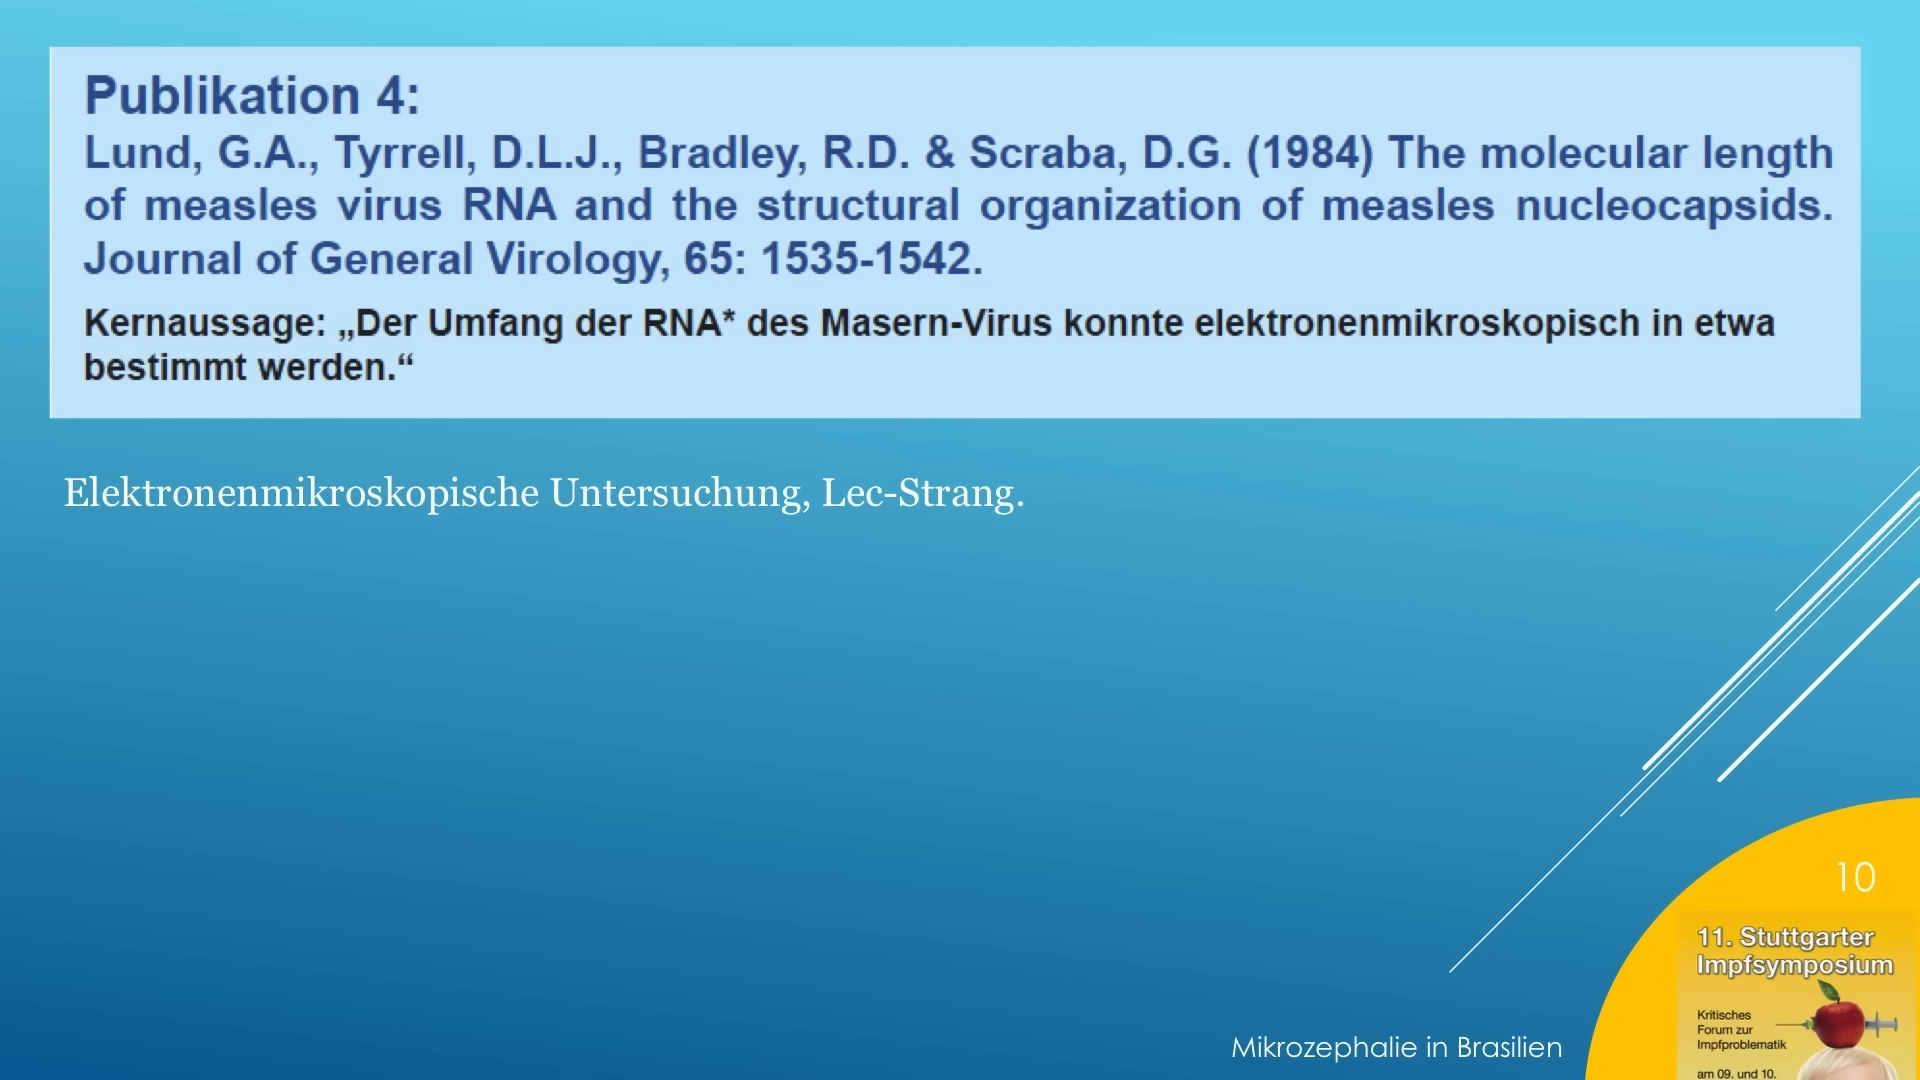 Publikation 4:
Lund, G.A., Tyrrell, D.L.J., Bradley, R.D. & Scraba, D.G. (1984) The molecular length
of measles virus RNA and the structural organization of measles nucleocapsids.
Journal of General Virology, 65: 1535-1542.
Kernaussage: „Der Umfang der RNA* des Masern-Virus konnte elektronenmikroskopisch in etwa
bestimmt werden.“
Elektronenmikroskopische Untersuchung, Lec-Strang.
10
11. Stuttgarter
Impfsymposium
Kritisches
Forum zur
Impfproblematik
am 09. und 10.
Mikrozephalie in Brasilien